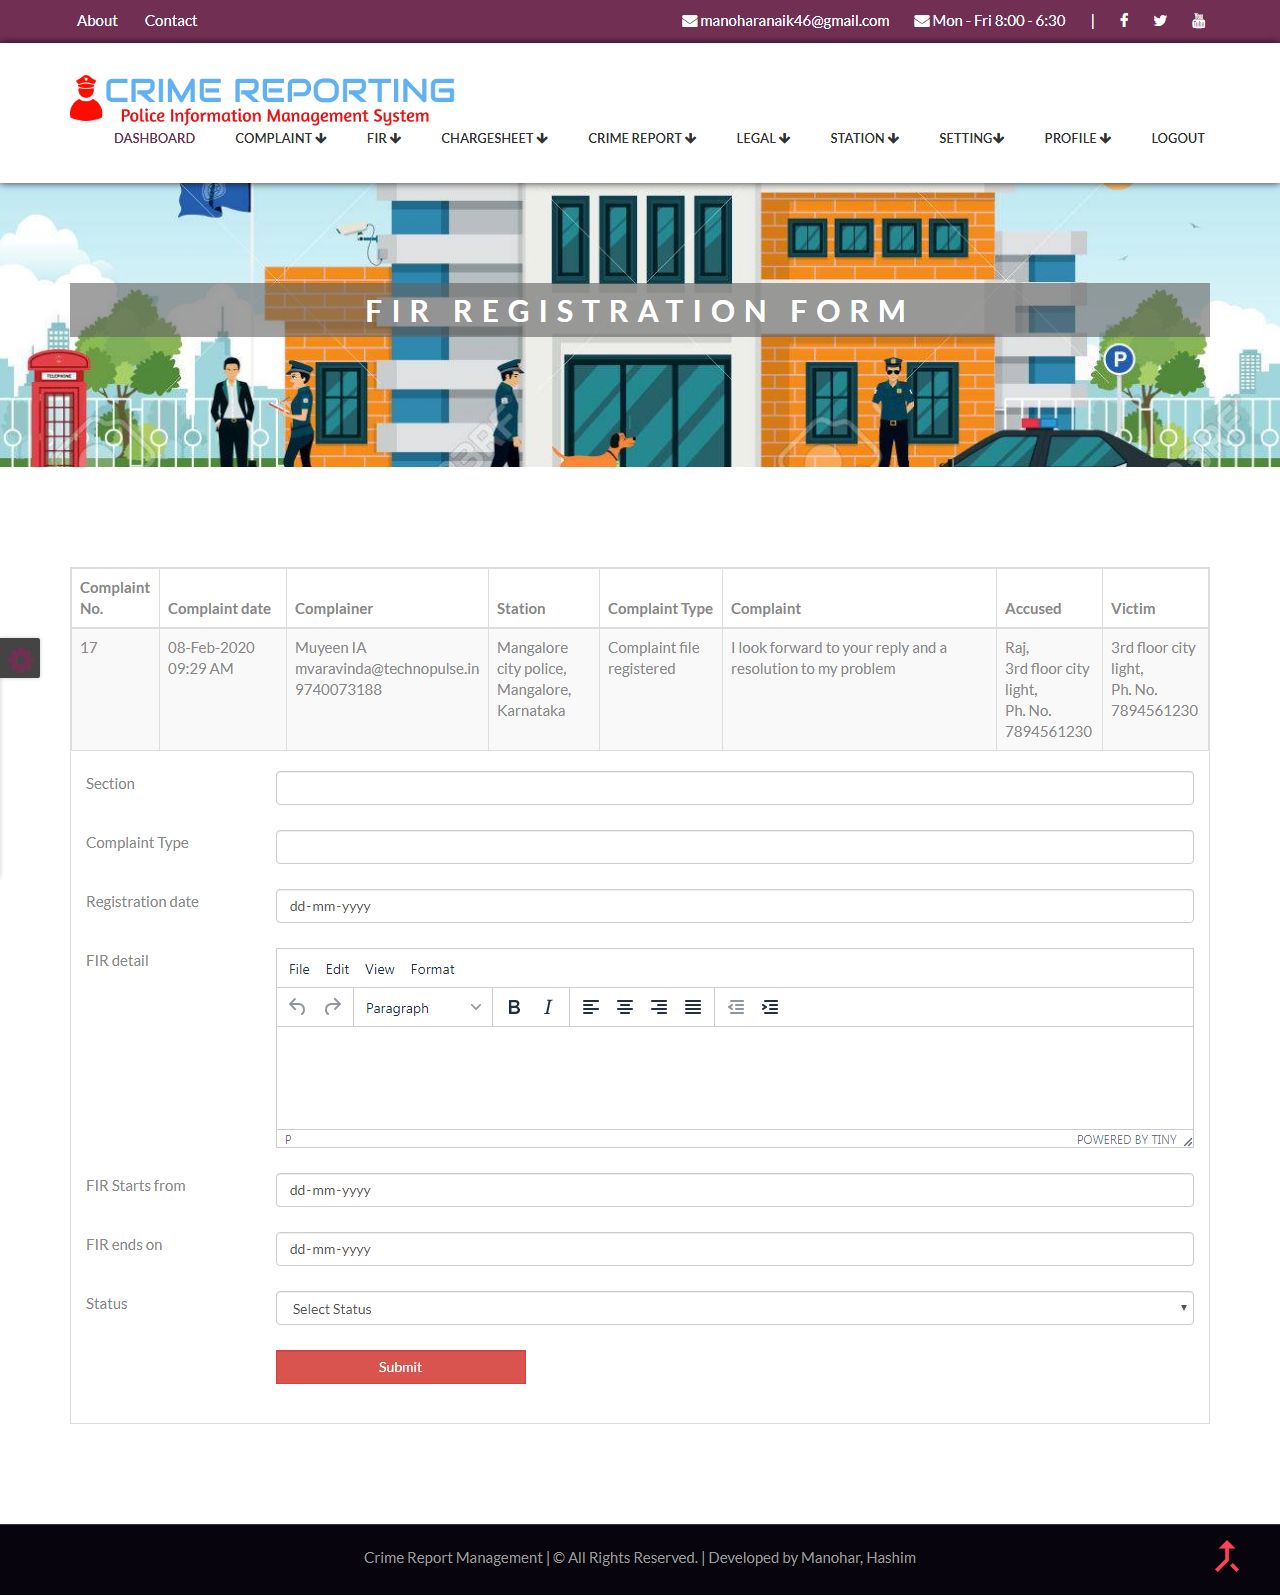 About Contact manoharanaik46@gmail.com Mon - Fri 8:00 - 6:30 |
CRIME REPORTING
Police Information Management System
DASHBOARD COMPLAINT FIR CHARGESHEET CRIME REPORT LEGAL STATION SETTING PROFILE LOGOUT
FIR REGISTRATION FORM
TELEPHONE
P
Complaint No. Complaint date Complainer Station Complaint Type Complaint Accused Victim
17 08-Feb-2020 Muyeen IA Mangalore Complaint file I look forward to your reply and a Raj, 3rd floor city
09:29 AM mvaravinda@technopulse.in city police, registered resolution to my problem 3rd floor city light,
9740073188 Mangalore, light, Ph. No.
Karnataka Ph. No. 7894561230
7894561230
Section
Complaint Type
Registration date dd-mm-yyyy
FIR detail File Edit View Format
Paragraph B I
P POWERED BY TINY
FIR Starts from dd-mm-yyyy
FIR ends on dd-mm-yyyy
Status Select Status
Submit
Crime Report Management | © All Rights Reserved. | Developed by Manohar, Hashim